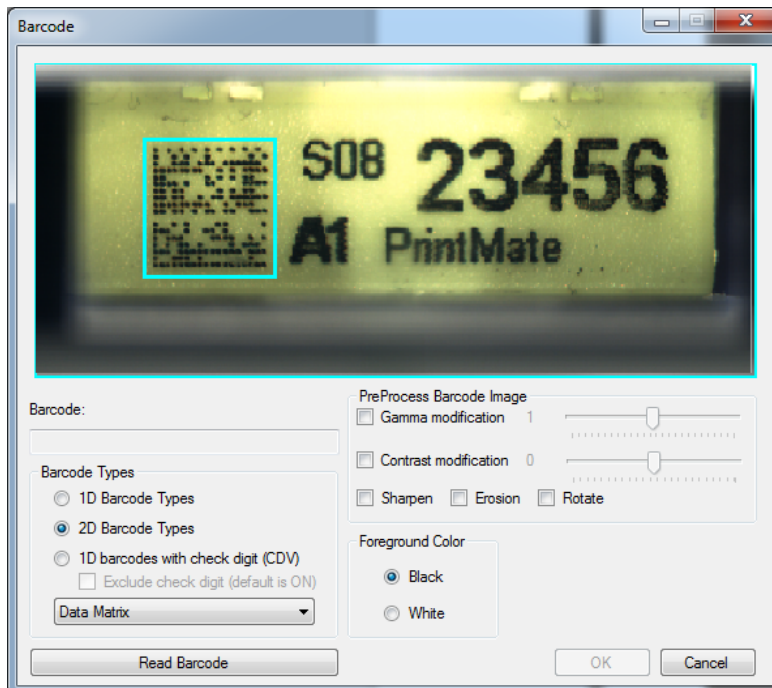 Barcode
S08 23456
A1 PrintMate
Barcode:
Barcode Types
1D Barcode Types
2D Barcode Types
1D barcodes with check digit (CDV)
Exclude check digit (default is ON)
Data Matrix
Read Barcode
PreProcess Barcode Image
Gamma modification 1
Contrast modification 0
Sharpen Erosion Rotate
Foreground Color
Black
White
OK Cancel